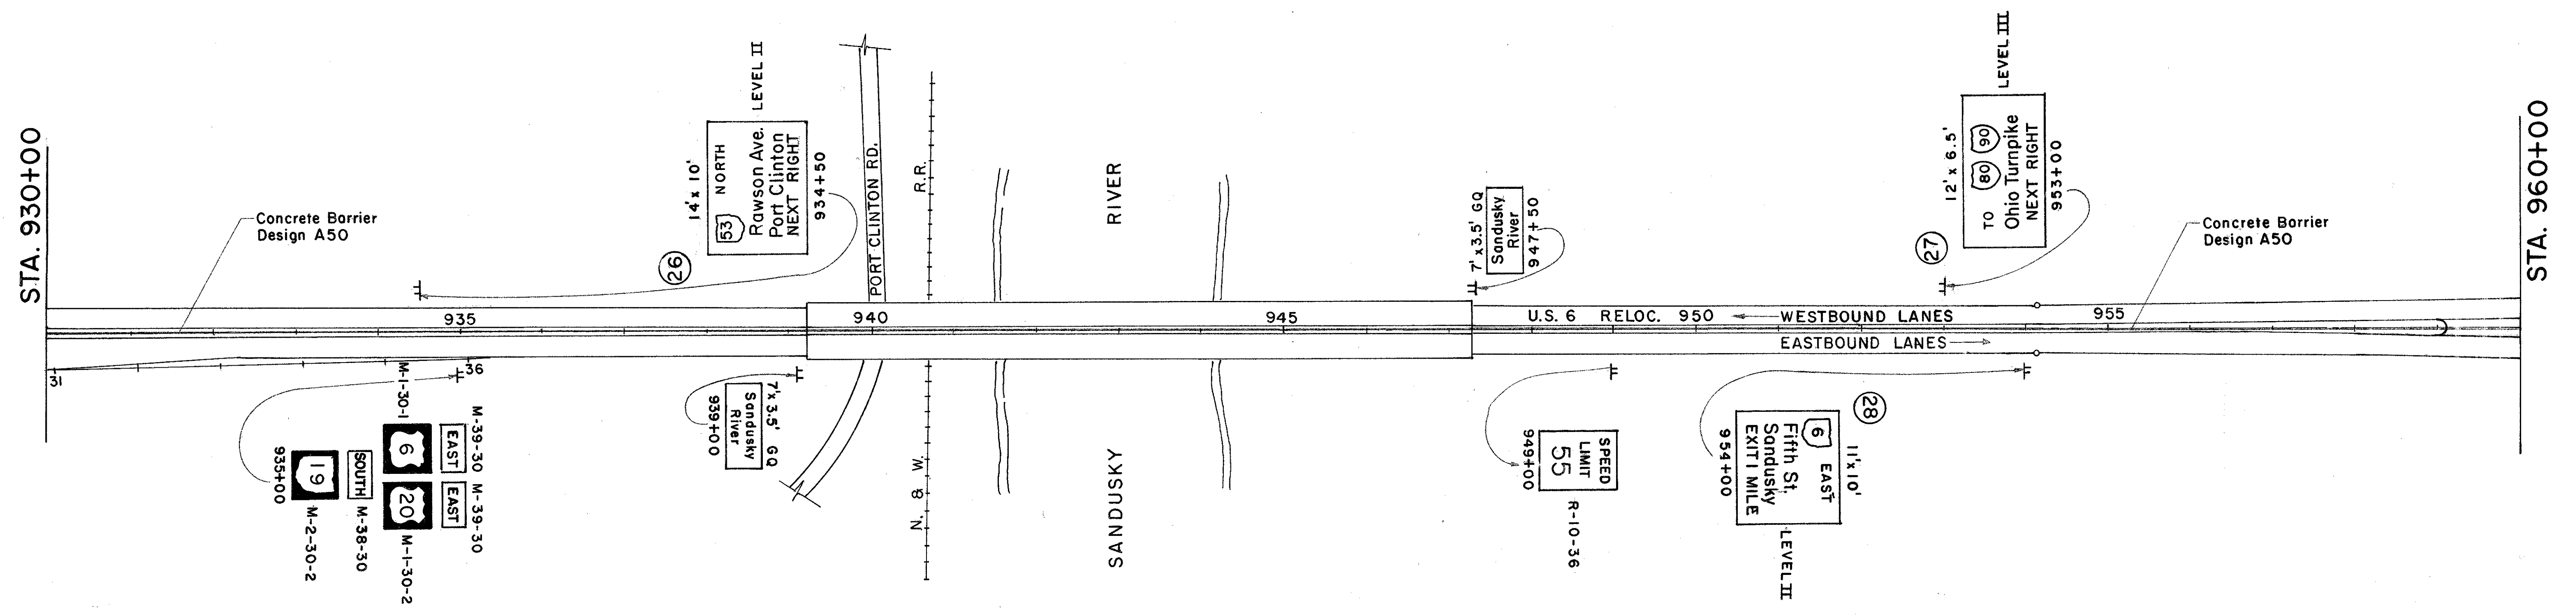 STA. 930+00
Concrete Barrier
Design A50
14' x 10'
53 NORTH
Rawson Ave.
Port Clinton
NEXT RIGHT
934+50
LEVEL II
26
PORT CLINTON RD.
R.R.
RIVER
7' x 3.5' GQ
Sandusky
River
947+50
27
12' x 6.5'
TO 80 90
Ohio Turnpike
NEXT RIGHT
953+00
LEVEL III
Concrete Barrier
Design A50
STA. 960+00
935
940
945
U.S. 6 RELOC. 950
WESTBOUND LANES
955
EASTBOUND LANES
31
36
935+00
19
M-2-30-2
SOUTH
M-38-30
M-1-30-1
6
20
M-1-30-2
EAST
M-39-30
EAST
M-39-30
7' x 3.5' GQ
Sandusky
River
939+00
N. & W.
SANDUSKY
SPEED
LIMIT
55
949+00
R-10-36
28
11' x 10'
6 EAST
Fifth St.
Sandusky
EXIT 1 MILE
954+00
LEVEL II